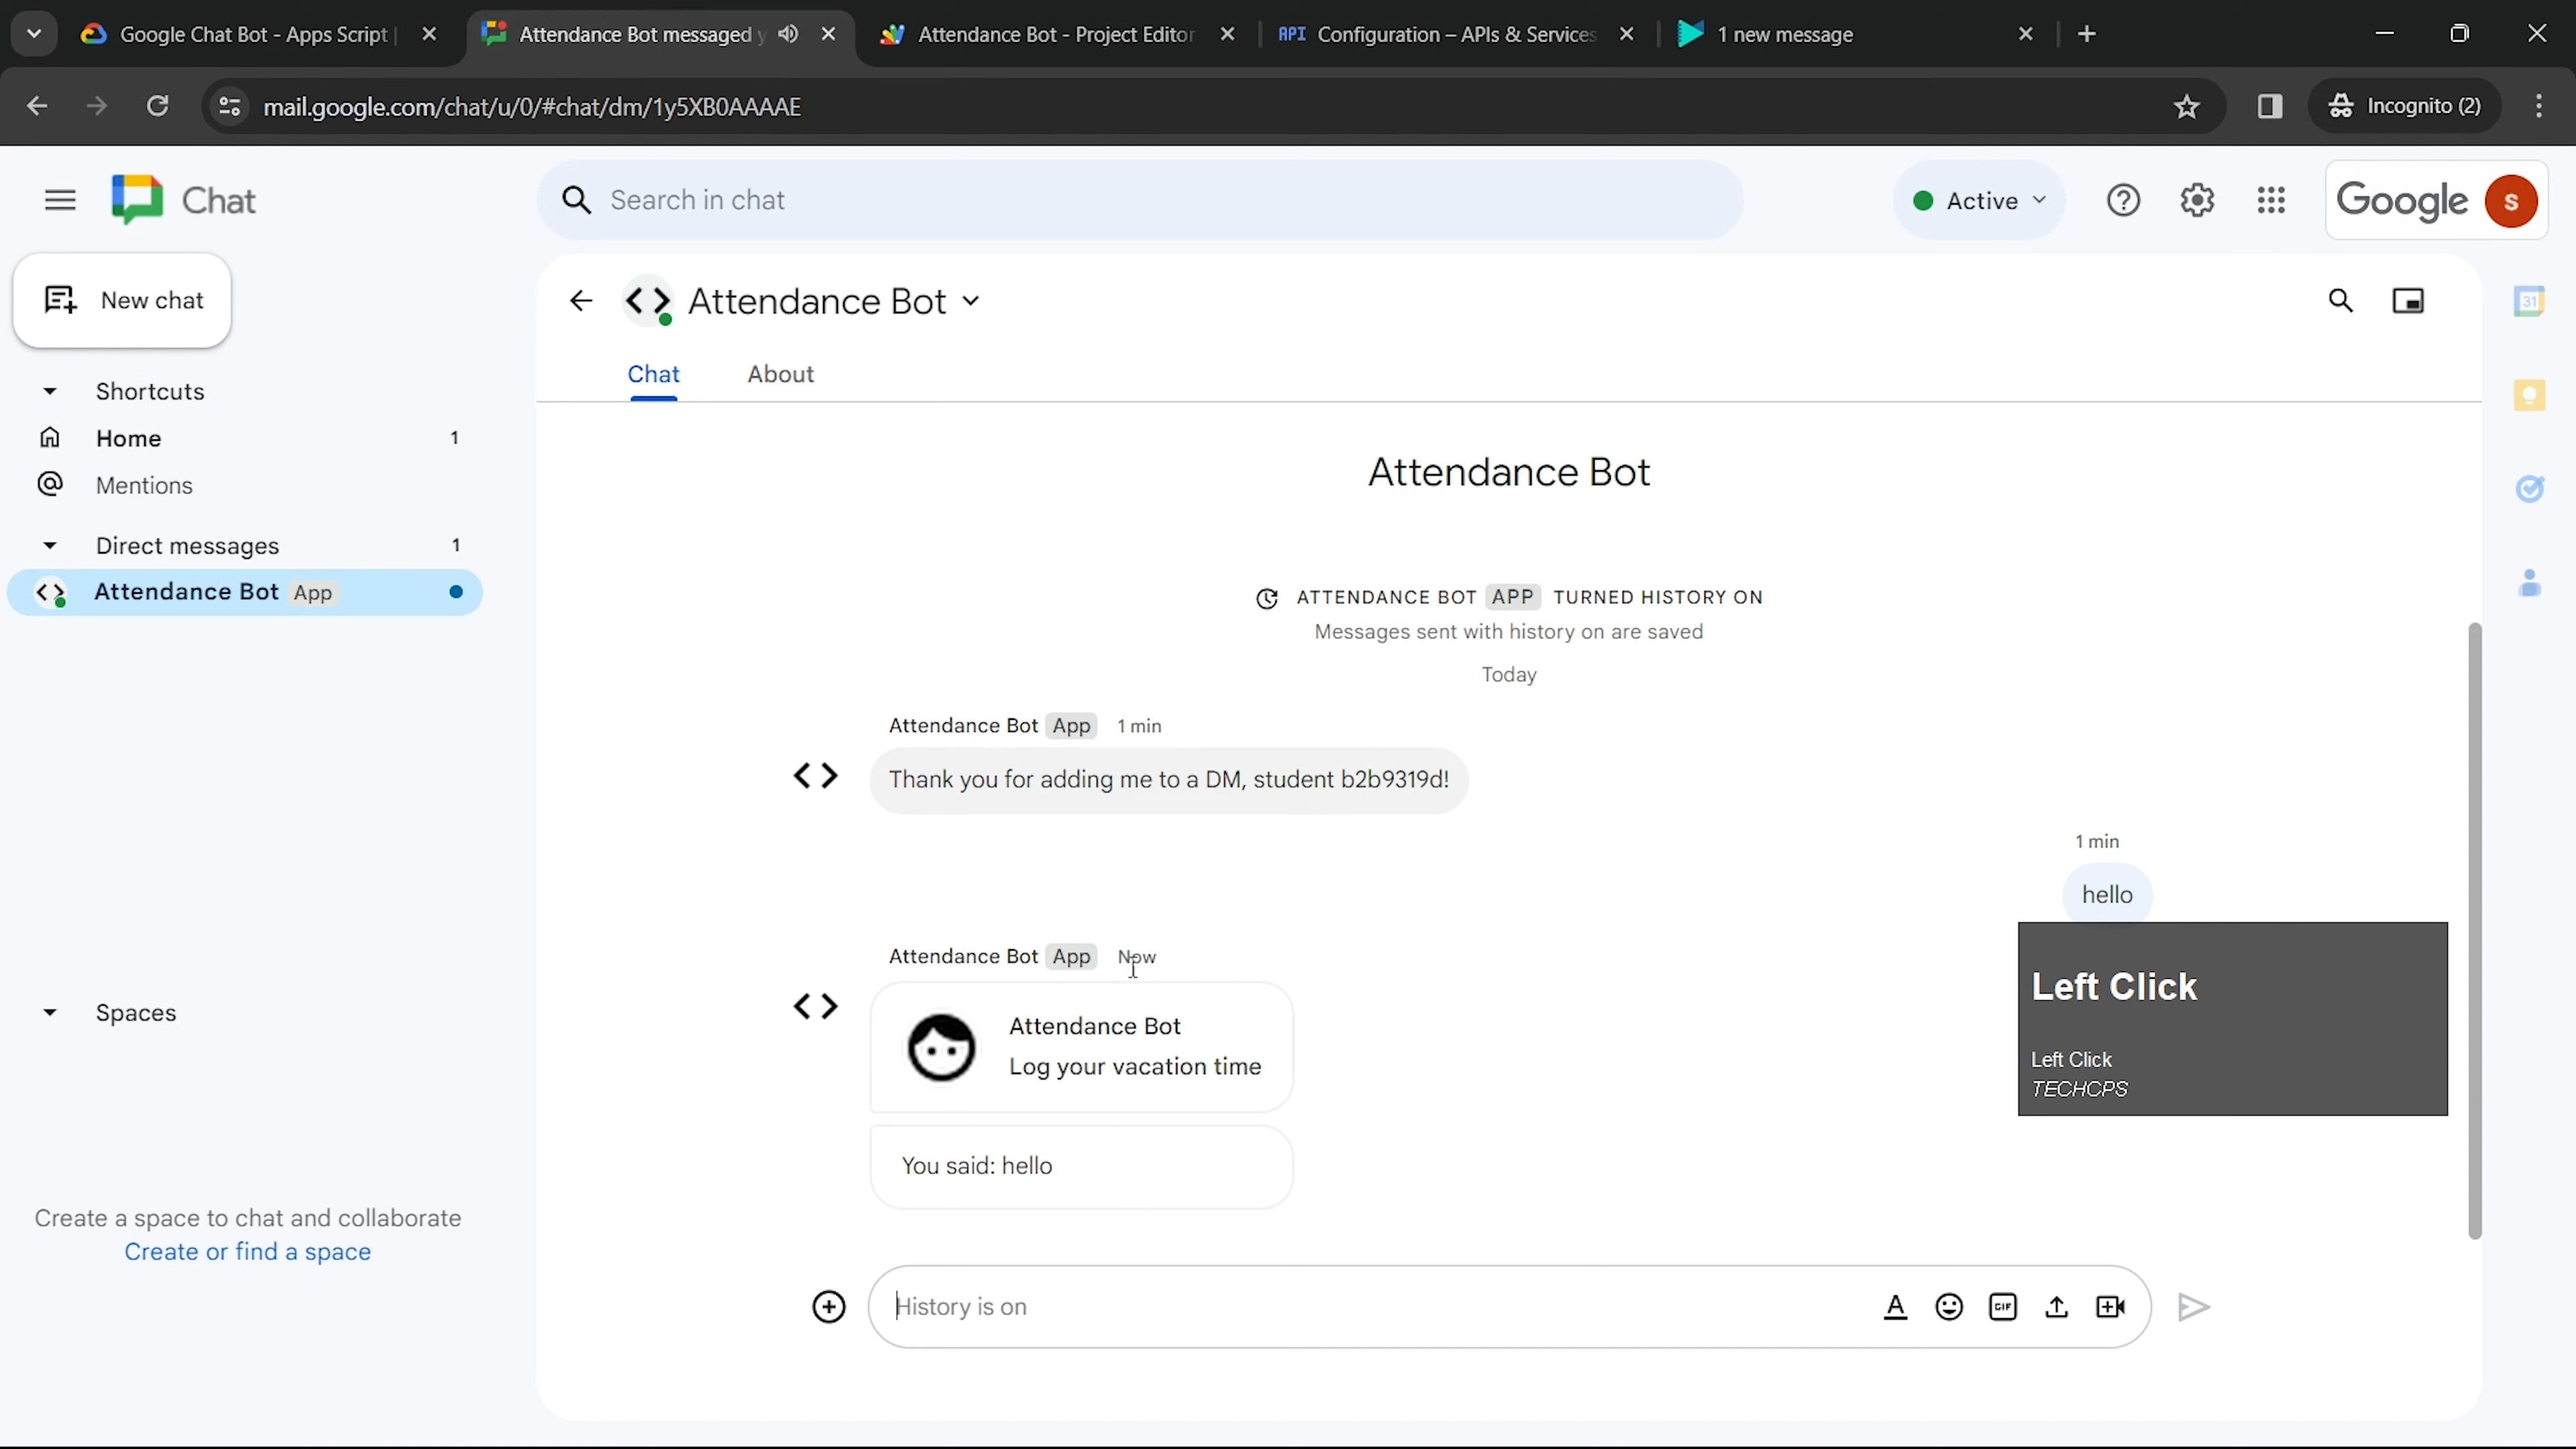 Google Chat Bot - Apps Script
Attendance Bot messaged y
Attendance Bot - Project Editor
API Configuration – APIs & Services
1 new message
mail.google.com/chat/u/0/#chat/dm/1y5XB0AAAAE
Incognito (2)
Chat
Search in chat
Active
Google
S
New chat
Attendance Bot
31
Chat
About
Shortcuts
Home 1
Mentions
Direct messages 1
Attendance Bot App
Attendance Bot
ATTENDANCE BOT APP TURNED HISTORY ON
Messages sent with history on are saved
Today
Attendance Bot App 1 min
Thank you for adding me to a DM, student b2b9319d!
1 min
hello
Attendance Bot App Now
Attendance Bot
Log your vacation time
You said: hello
Left Click
Left Click
TECHCPS
Spaces
Create a space to chat and collaborate
Create or find a space
History is on
A
GIF